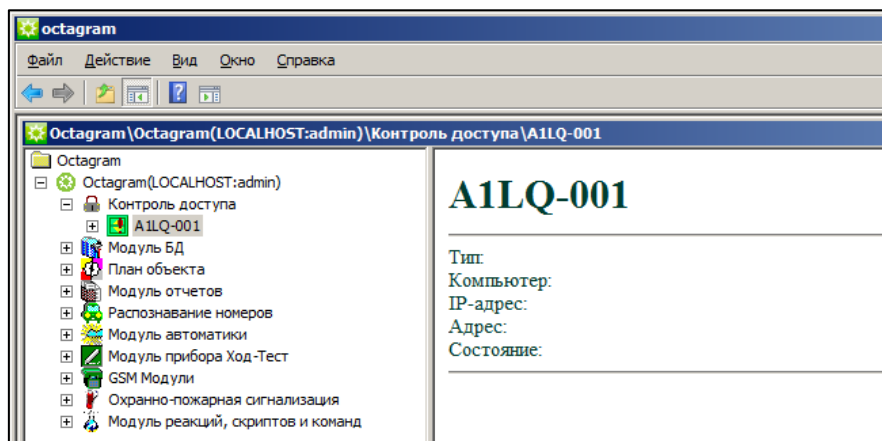 octagram
Файл Действие Вид Окно Справка
Octagram\Octagram(LOCALHOST:admin)\Контроль доступа\A1LQ-001
Octagram
Octagram(LOCALHOST:admin)
Контроль доступа
A1LQ-001
Модуль БД
План объекта
Модуль отчетов
Распознавание номеров
Модуль автоматики
Модуль прибора Ход-Тест
GSM Модули
Охранно-пожарная сигнализация
Модуль реакций, скриптов и команд
A1LQ-001
Тип:
Компьютер:
IP-адрес:
Адрес:
Состояние: